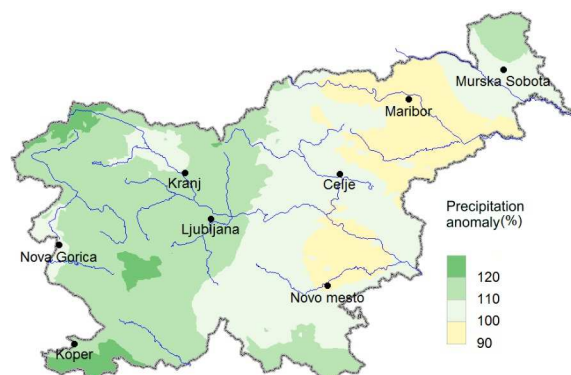 Murska Sobota
Maribor
Kranj
Celje
Ljubljana
Nova Gorica
Novo mesto
Koper
Precipitation
anomaly(%)
120
110
100
90